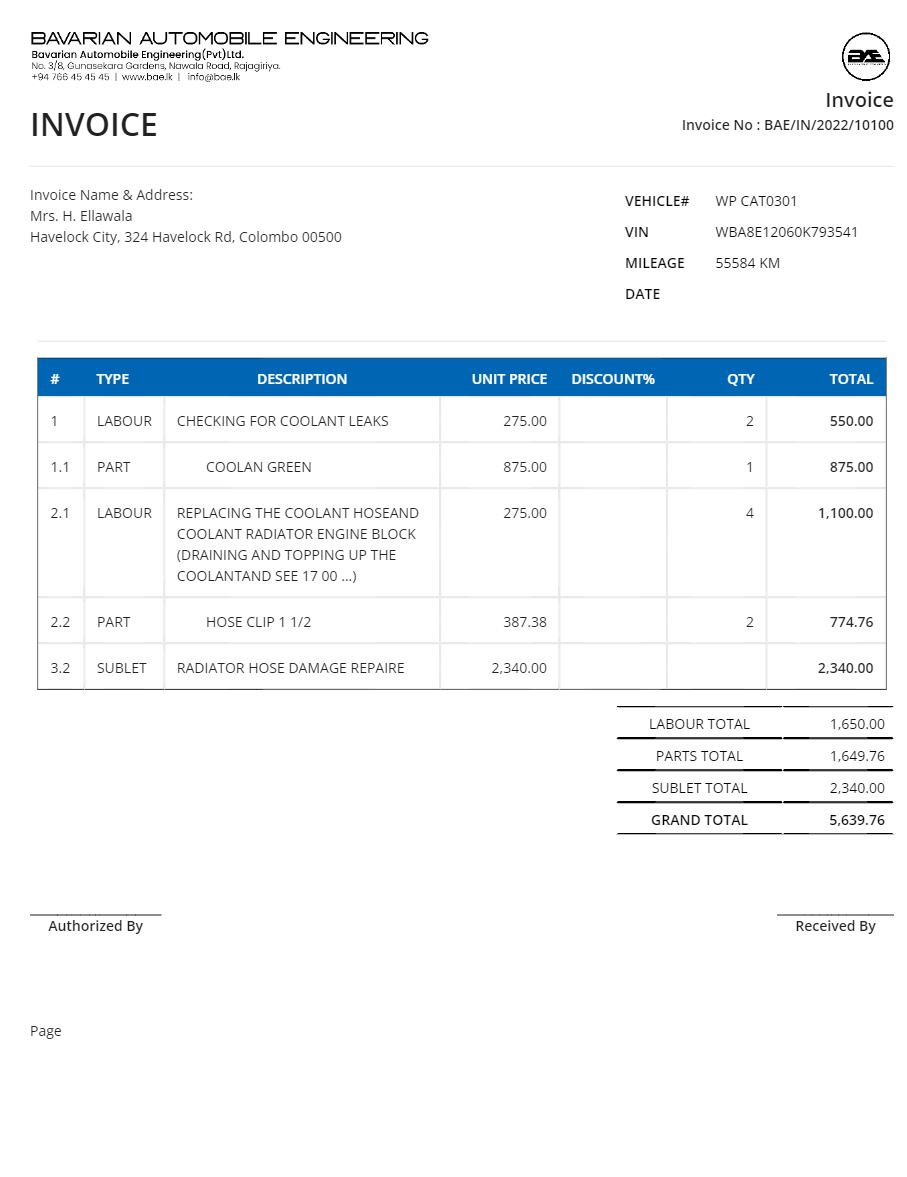 BAVARIAN AUTOMOBILE ENGINEERING
Bavarian Automobile Engineering(Pvt)Ltd.
No. 3/8, Gunasekara Gardens, Nawala Road, Rajagiriya.
+94 766 45 45 45 | www.bae.lk | info@bae.lk
BAE
Invoice
INVOICE
Invoice No : BAE/IN/2022/10100
Invoice Name & Address:
Mrs. H. Ellawala
Havelock City, 324 Havelock Rd, Colombo 00500
VEHICLE# WP CAT0301
VIN WBA8E12060K793541
MILEAGE 55584 KM
DATE
# TYPE DESCRIPTION UNIT PRICE DISCOUNT% QTY TOTAL
1 LABOUR CHECKING FOR COOLANT LEAKS 275.00 2 550.00
1.1 PART COOLAN GREEN 875.00 1 875.00
2.1 LABOUR REPLACING THE COOLANT HOSEAND 275.00 4 1,100.00
COOLANT RADIATOR ENGINE BLOCK
(DRAINING AND TOPPING UP THE
COOLANTAND SEE 17 00 ...)
2.2 PART HOSE CLIP 1 1/2 387.38 2 774.76
3.2 SUBLET RADIATOR HOSE DAMAGE REPAIRE 2,340.00 2,340.00
LABOUR TOTAL 1,650.00
PARTS TOTAL 1,649.76
SUBLET TOTAL 2,340.00
GRAND TOTAL 5,639.76
Authorized By Received By
Page